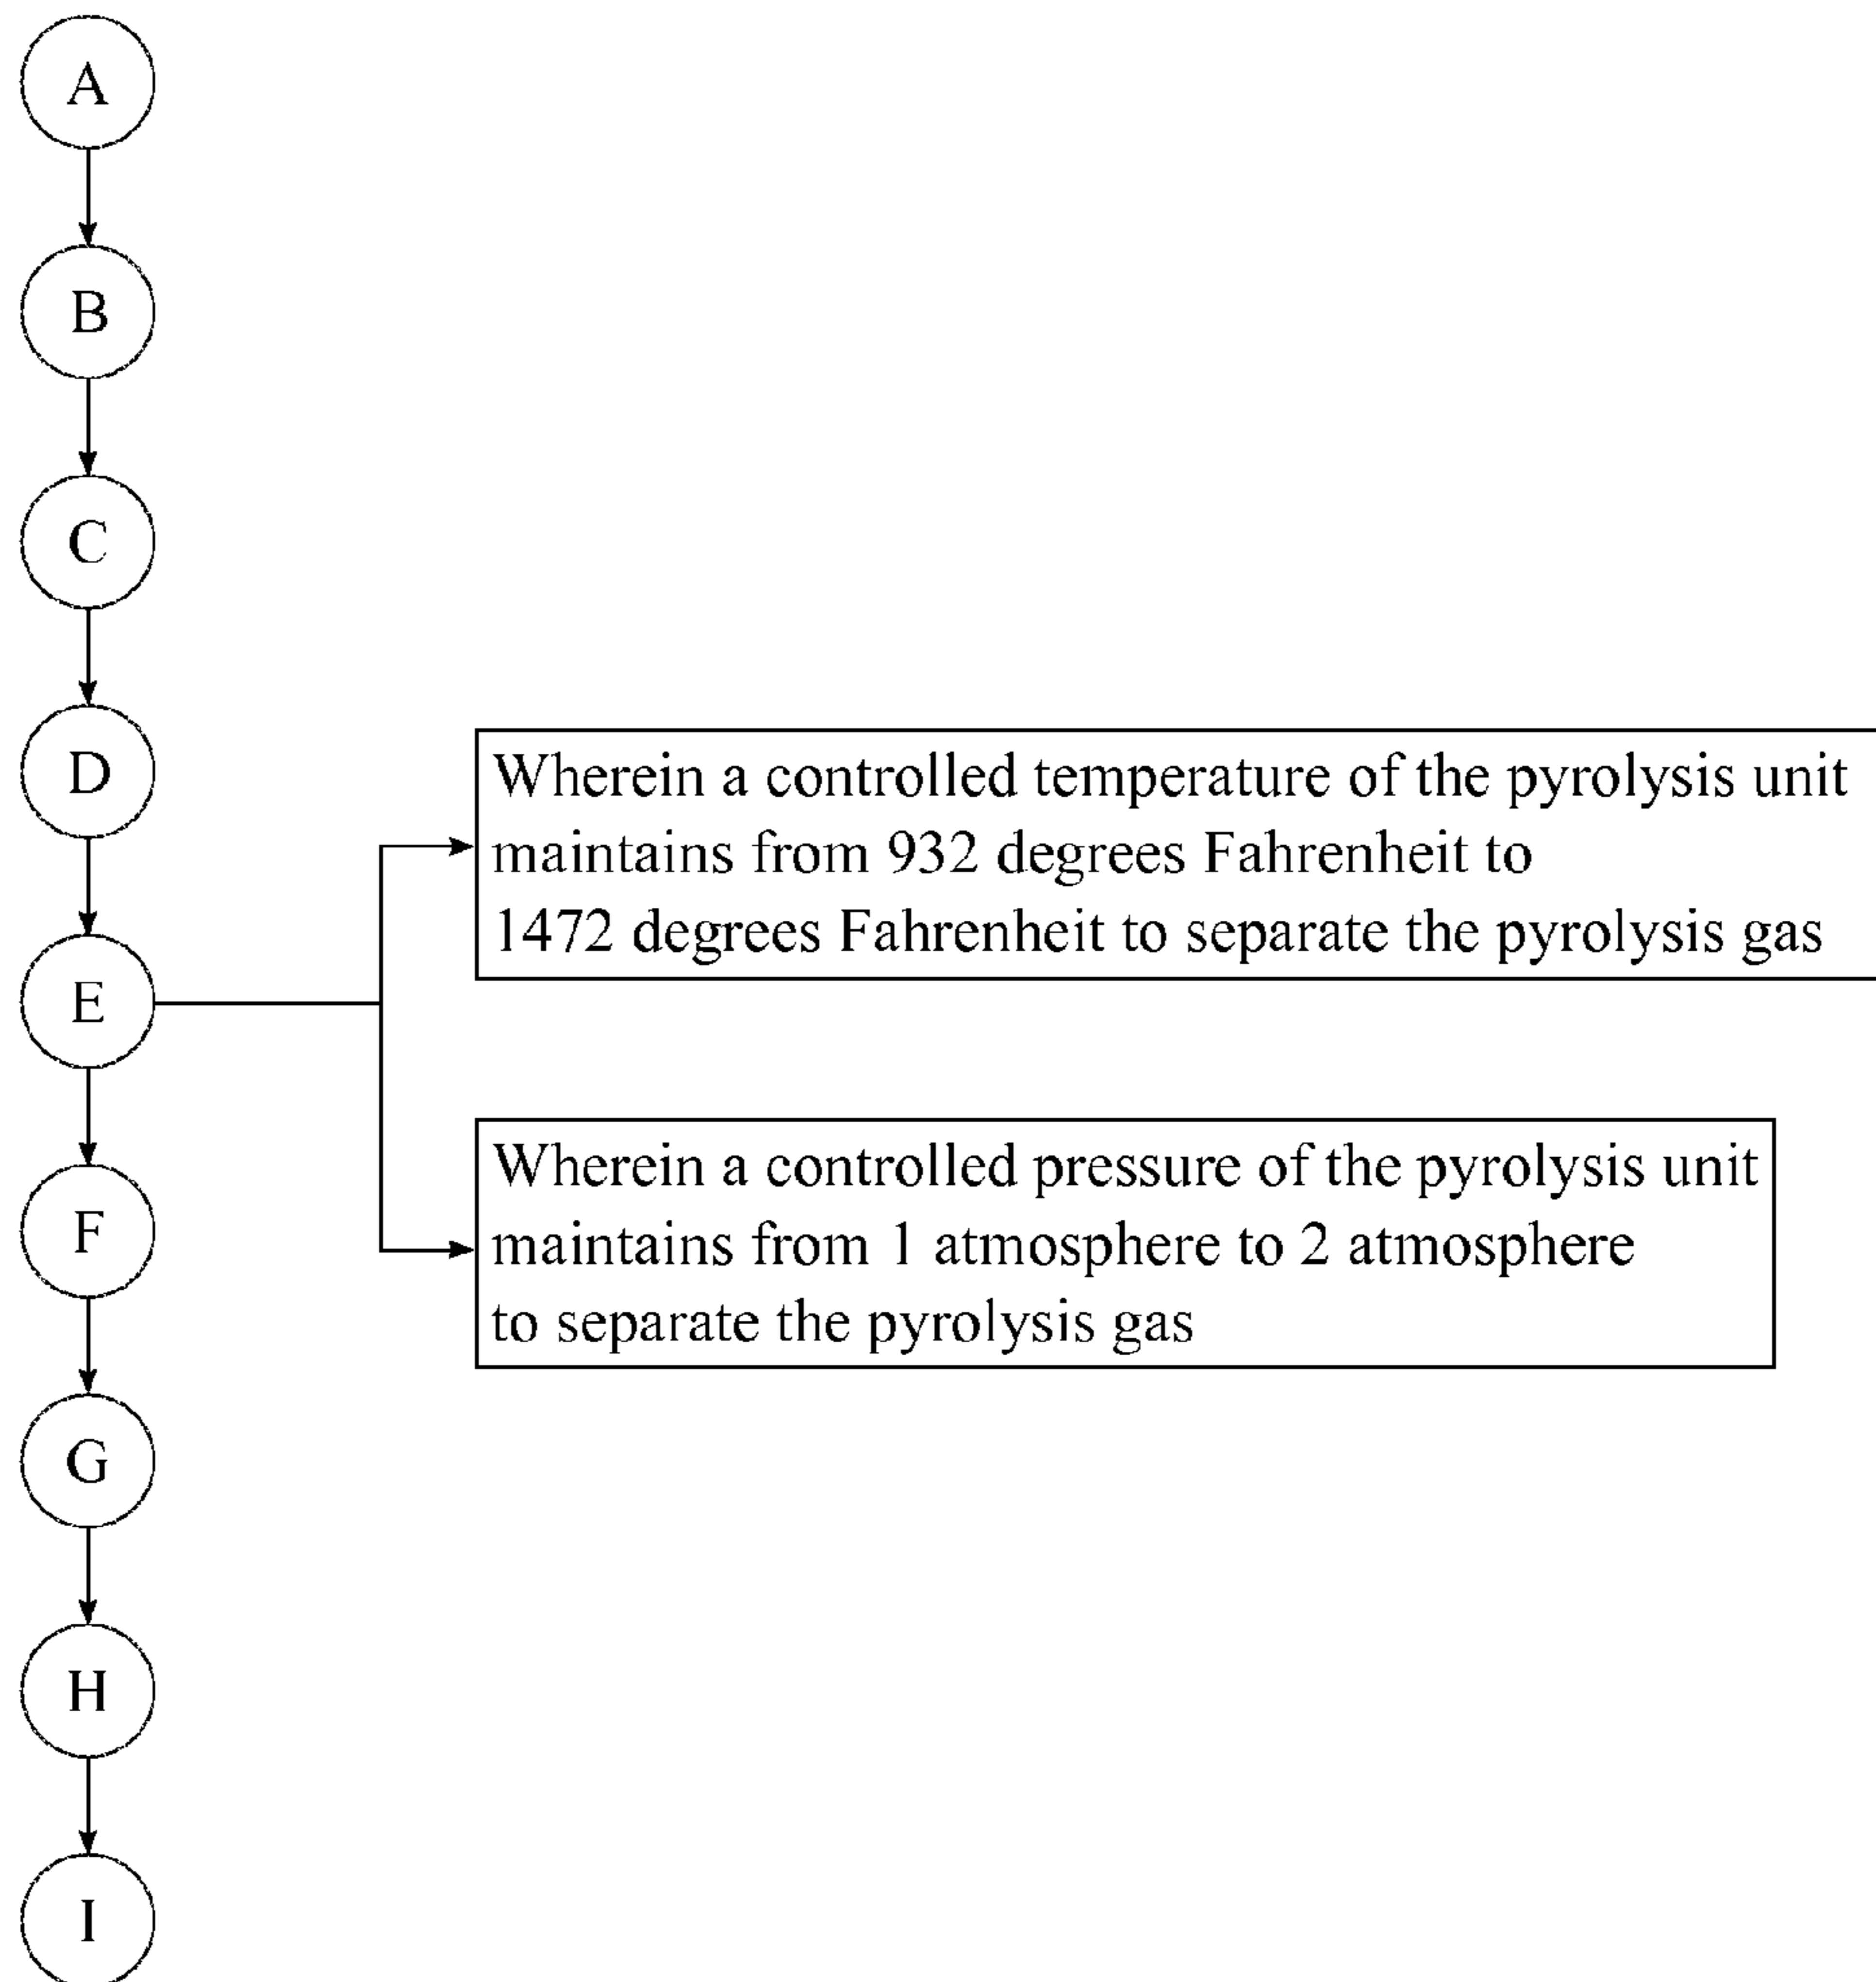 A
B
C
D
Wherein a controlled temperature of the pyrolysis unit
maintains from 932 degrees Fahrenheit to
1472 degrees Fahrenheit to separate the pyrolysis gas
E
Wherein a controlled pressure of the pyrolysis unit
maintains from 1 atmosphere to 2 atmosphere
to separate the pyrolysis gas
F
G
H
I